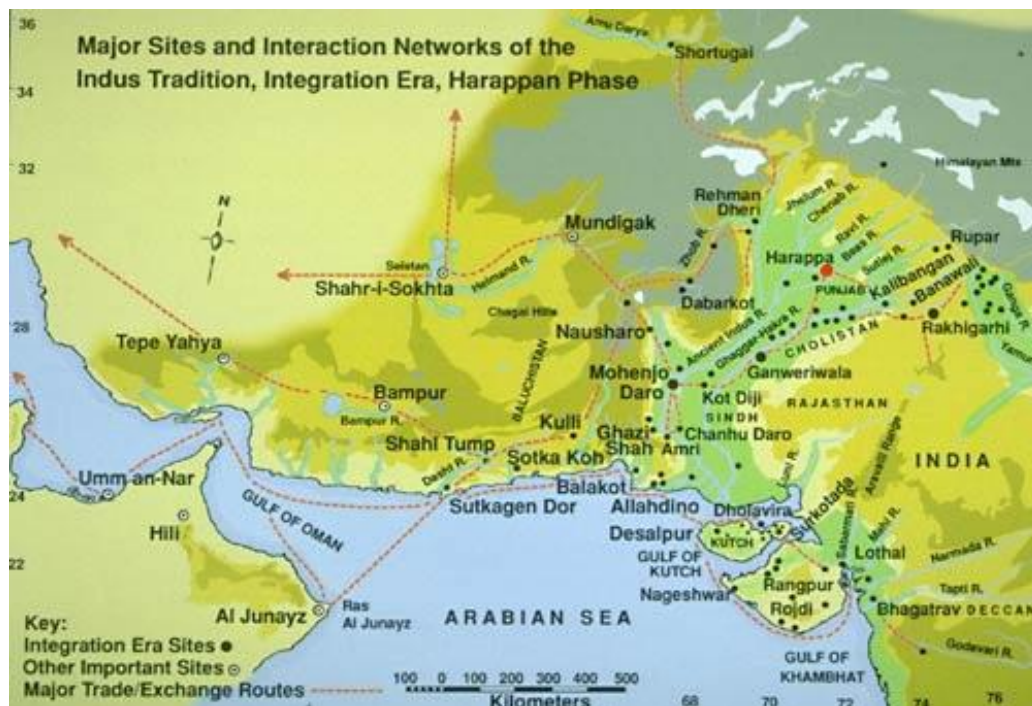 36
Amu Darya
Major Sites and Interaction Networks of the
Indus Tradition, Integration Era, Harappan Phase
Shortugai
34
32
Himalayan Mts
Rehman
Dheri
Jhelum R.
Chenab R.
Ravi R.
Beas R.
Sutlej R.
N
Mundigak
Zhob R.
Rupar
Harappa
PUNJAB
Kalibangan
Banawali
Seistan
Shahr-i-Sokhta
Helmand R.
Dabarkot
Ganga
Chagai Hills
Ancient Indus R.
Ghaggar-Hakra R.
28
Nausharo
CHOLISTAN
Rakhigarhi
Tepe Yahya
Ganweriwala
Mohenjo
Daro
Bampur
BALUCHISTAN
Kot Diji
RAJASTHAN
Bampur R.
SINDH
Kulli
Ghazi
Shah
Chanhu Daro
Amri
Shahi Tump
Dasht R.
Sotka Koh
Aravalli Range
INDIA
Luni R.
Umm an-Nar
24
Balakot
Sutkagen Dor
Allahdino
Dholavira
Surkotada
GULF OF OMAN
Hili
Desalpur
KUTCH
Sabarmati R.
Mahi R.
Lothal
Narmada R.
22
GULF OF
KUTCH
Rangpur
Tapti R.
Nageshwar
Rojdi
Bhagatrav
DECCAN
Al Junayz
Ras
Al Junayz
ARABIAN SEA
Godavari R.
Key:
Integration Era Sites
Other Important Sites
Major Trade/Exchange Routes
GULF OF
KHAMBHAT
100 0 100 200 300 400 500
Kilometers
68 70 72 74 76